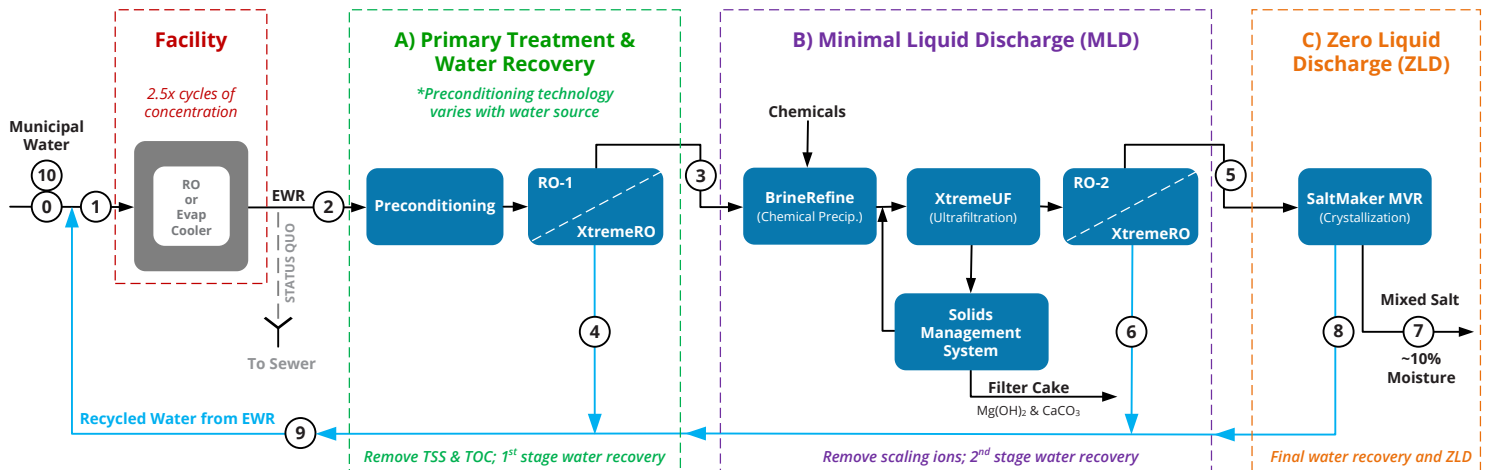 Facility
2.5x cycles of
concentration
Municipal
Water
10
0
1
RO
or
Evap
Cooler
EWR
2
STATUS QUO
To Sewer
A) Primary Treatment &
Water Recovery
*Preconditioning technology
varies with water source
Preconditioning
RO-1
XtremeRO
3
4
B) Minimal Liquid Discharge (MLD)
Chemicals
BrineRefine
(Chemical Precip.)
XtremeUF
(Ultrafiltration)
RO-2
XtremeRO
5
Solids
Management
System
6
Filter Cake
Mg(OH)₂ & CaCO₃
C) Zero Liquid
Discharge (ZLD)
SaltMaker MVR
(Crystallization)
Mixed Salt
8
7
~10%
Moisture
Recycled Water from EWR
9
Remove TSS & TOC; 1st stage water recovery
Remove scaling ions; 2nd stage water recovery
Final water recovery and ZLD